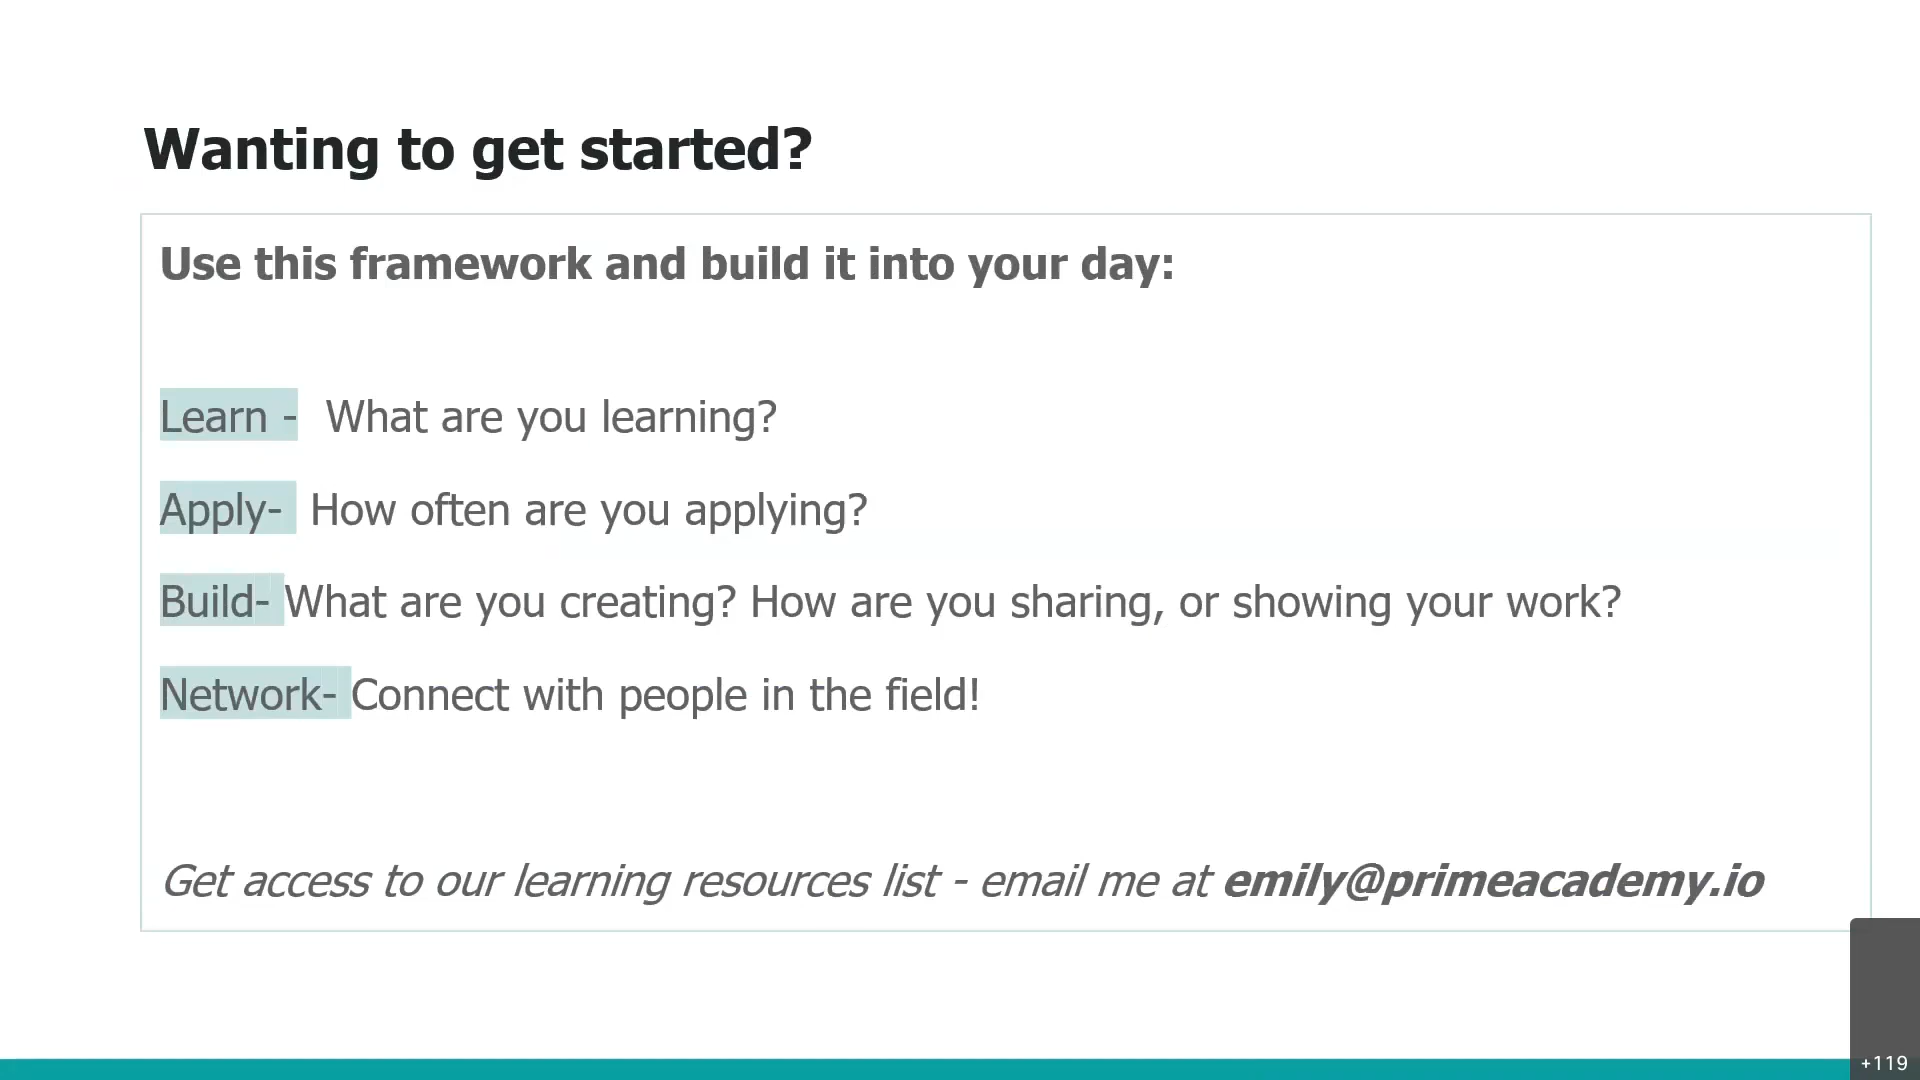 Wanting to get started?
Use this framework and build it into your day:
Learn - What are you learning?
Apply- How often are you applying?
Build- What are you creating? How are you sharing, or showing your work?
Network- Connect with people in the field!
Get access to our learning resources list - email me at emily@primeacademy.io
+119